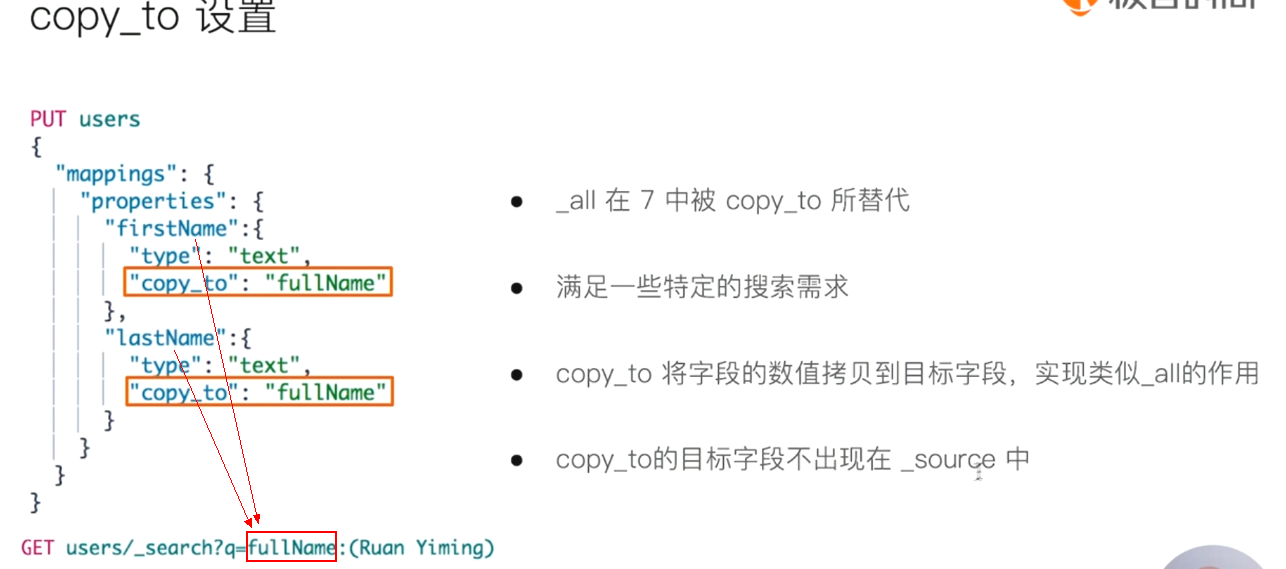 copy_to 设置
PUT users
{
"mappings": {
"properties": {
"firstName":{
"type": "text",
"copy_to": "fullName"
},
"lastName":{
"type": "text",
"copy_to": "fullName"
}
}
}
}
GET users/_search?q=fullName:(Ruan Yiming)
● _all 在 7 中被 copy_to 所替代
● 满足一些特定的搜索需求
● copy_to 将字段的数值拷贝到目标字段，实现类似_all的作用
● copy_to的目标字段不出现在 _source 中